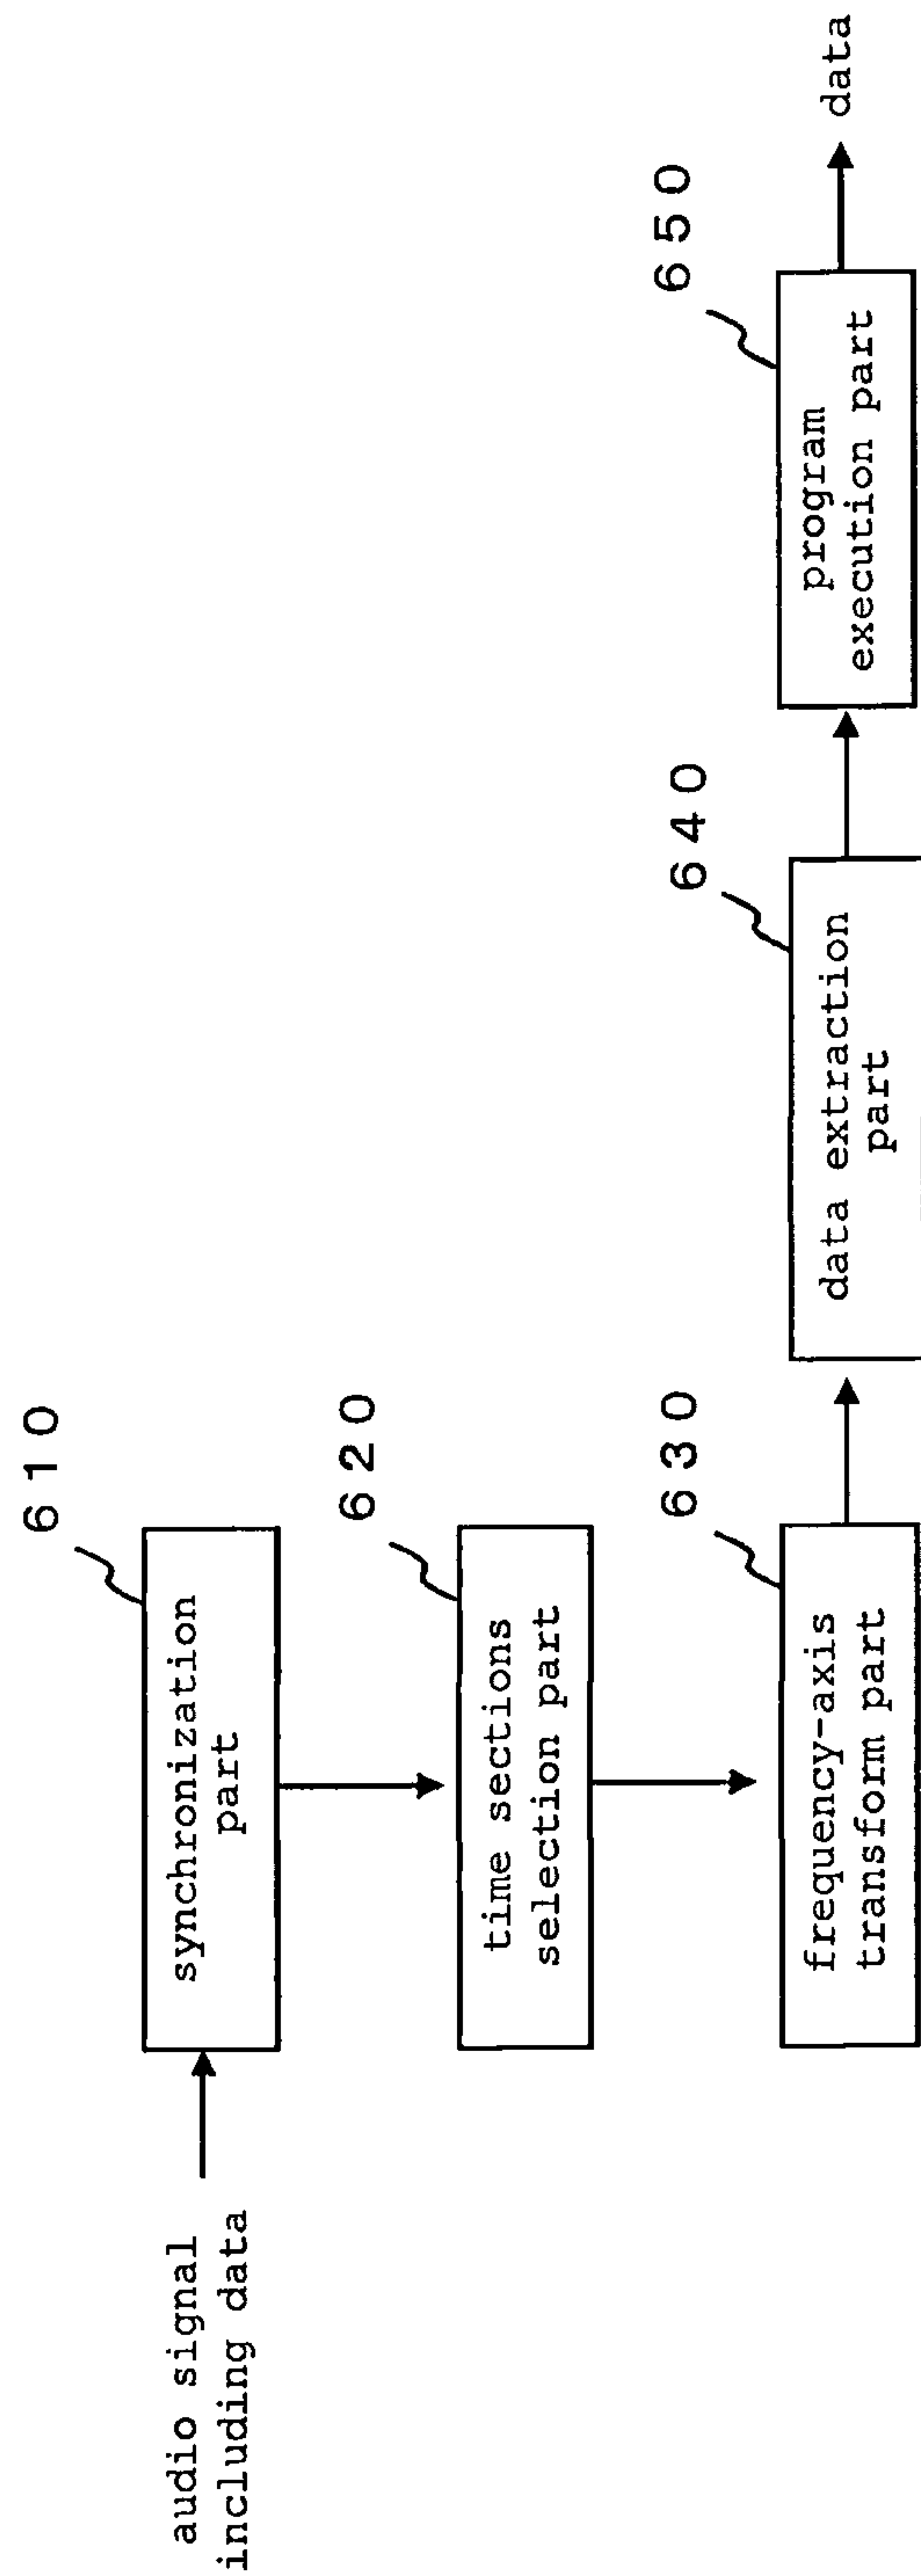 audio signal
including data
610
synchronization
part
620
time sections
selection part
630
frequency-axis
transform part
640
data extraction
part
650
program
execution part
data